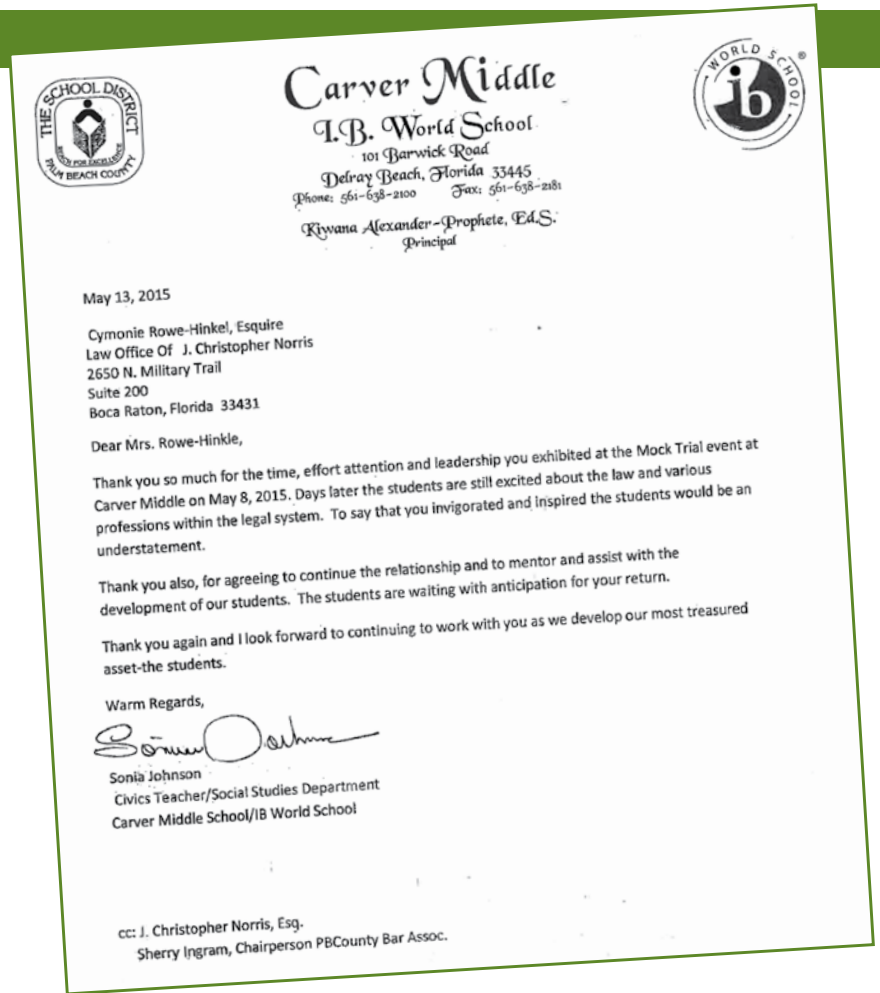 THE SCHOOL DISTRICT
REACH FOR EXCELLENCE
PALM BEACH COUNTY
Carver Middle
I.B. World School
101 Barwick Road
Delray Beach, Florida 33445
Phone: 561-638-2100 Fax: 561-638-2181
Kiwana Alexander-Prophete, Ed.S.
Principal
WORLD SCHOOL
ib
®
May 13, 2015
Cymonie Rowe-Hinkel, Esquire
Law Office Of J. Christopher Norris
2650 N. Military Trail
Suite 200
Boca Raton, Florida 33431
Dear Mrs. Rowe-Hinkle,
Thank you so much for the time, effort attention and leadership you exhibited at the Mock Trial event at
Carver Middle on May 8, 2015. Days later the students are still excited about the law and various
professions within the legal system. To say that you invigorated and inspired the students would be an
understatement.
Thank you also, for agreeing to continue the relationship and to mentor and assist with the
development of our students. The students are waiting with anticipation for your return.
Thank you again and I look forward to continuing to work with you as we develop our most treasured
asset-the students.
Warm Regards,
Sonia Johnson
Civics Teacher/Social Studies Department
Carver Middle School/IB World School
cc: J. Christopher Norris, Esq.
Sherry Ingram, Chairperson PBCounty Bar Assoc.